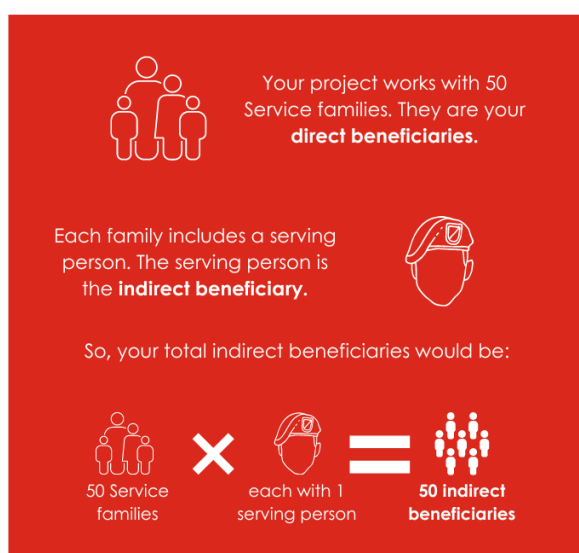 Your project works with 50
Service families. They are your
direct beneficiaries.
Each family includes a serving
person. The serving person is
the indirect beneficiary.
So, your total indirect beneficiaries would be:
50 Service
families
each with 1
serving person
50 indirect
beneficiaries